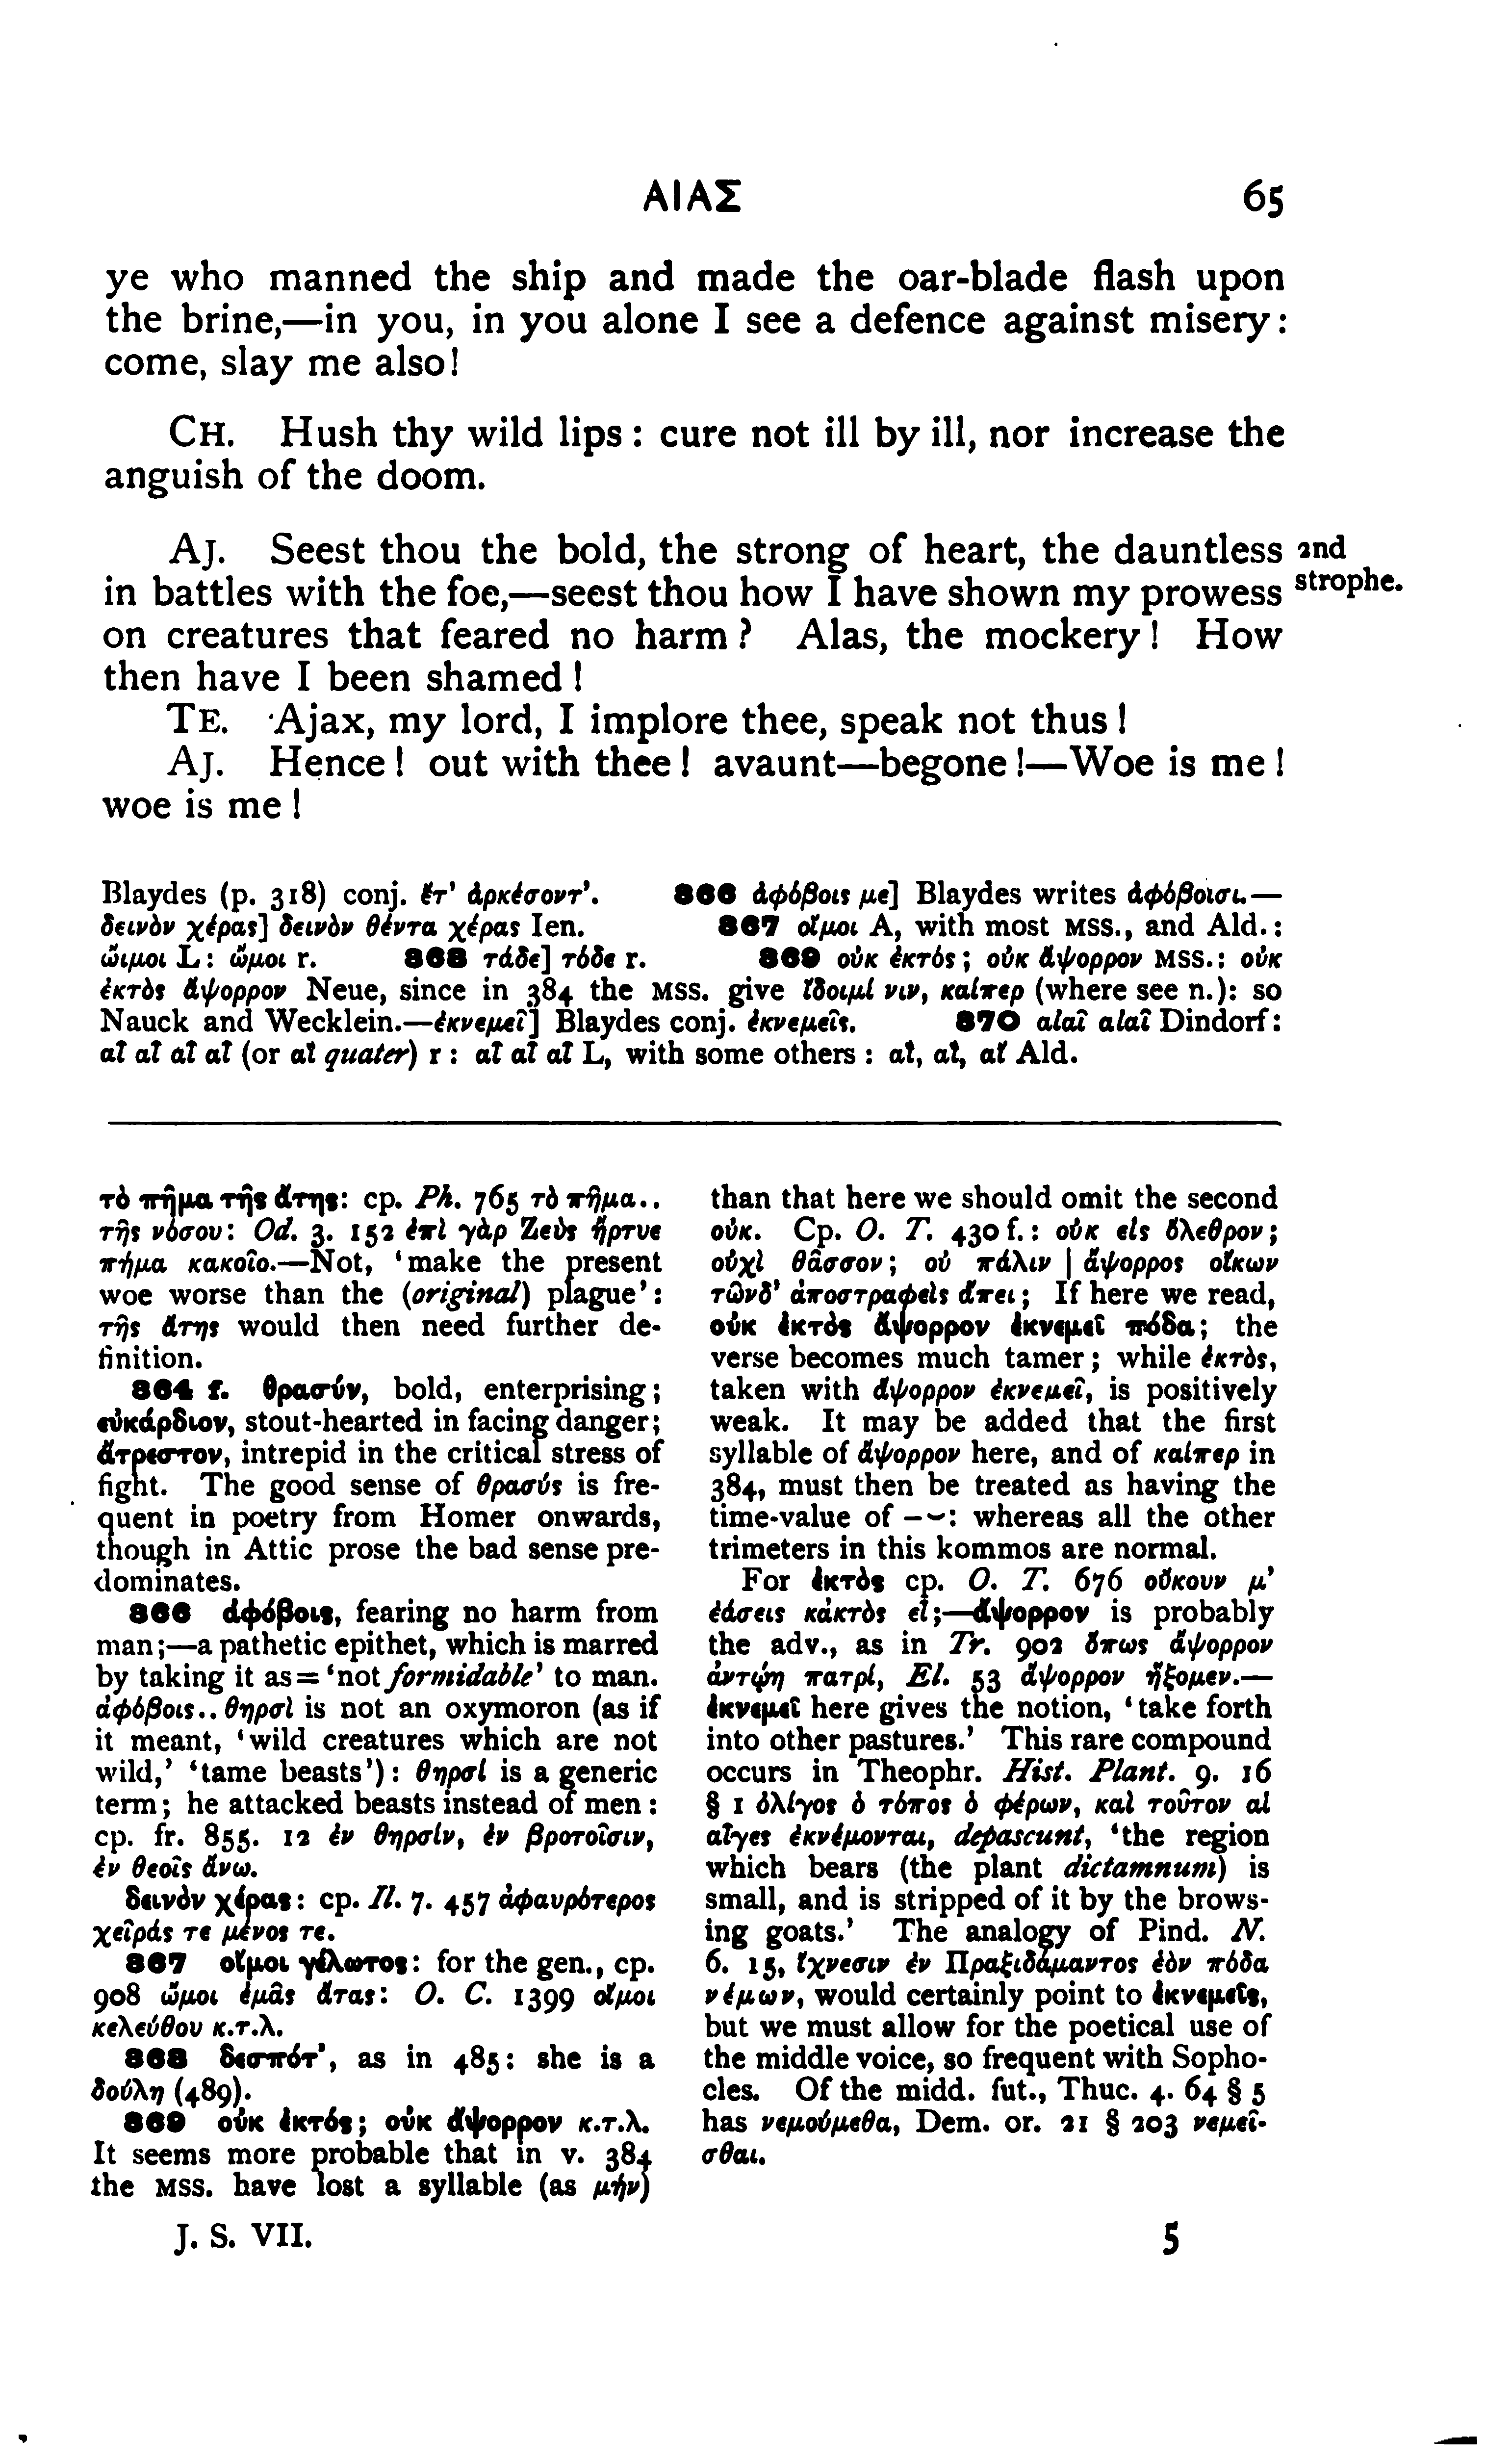 ΑΙΑΣ 65
ye who manned the ship and made the oar-blade flash upon
the brine,—in you, in you alone I see a defence against misery:
come, slay me also!
CH. Hush thy wild lips: cure not ill by ill, nor increase the
anguish of the doom.
AJ. Seest thou the bold, the strong of heart, the dauntless 2nd
in battles with the foe,—seest thou how I have shown my prowess strophe.
on creatures that feared no harm? Alas, the mockery! How
then have I been shamed!
TE. Ajax, my lord, I implore thee, speak not thus!
AJ. Hence! out with thee! avaunt—begone!—Woe is me!
woe is me!
Blaydes (p. 318) conj. ἔτ' ἀρκέσοντ'. 366 ἀφόβοις με] Blaydes writes ἀφόβοισι.—
δεινὸν χέρας] δεινὸν θέντα χέρας Ien. 367 οἴμοι A, with most MSS., and Ald.:
ὤιμοι L: ὤμοι r. 368 τάδε] τόδε r. 369 οὐκ ἐκτός; οὐκ ἄψορρον MSS.: οὐκ
ἐκτὸς ἄψορρον Neue, since in 384 the MSS. give ἴδοιμί νιν, καίπερ (where see n.): so
Nauck and Wecklein.—ἐκνεμεῖ] Blaydes conj. ἐκνεμεῖς. 370 αἰαῖ αἰαῖ Dindorf:
αῖ αῖ αῖ αῖ (or αἲ quater) r: αῖ αῖ αῖ L, with some others: αἲ, αἲ, αἴ Ald.
τὸ πῆμα τῆς ἄτης: cp. Ph. 765 τὸ πῆμα..
τῆς νόσου: Od. 3. 152 ἐπὶ γὰρ Ζεὺς ἤρτυε
πήμα κακοῖο.—Not, 'make the present
woe worse than the (original) plague':
τῆς ἄτης would then need further de-
finition.
364 f. θρασύν, bold, enterprising;
εὐκάρδιον, stout-hearted in facing danger;
ἄτρεστον, intrepid in the critical stress of
fight. The good sense of θρασύς is fre-
quent in poetry from Homer onwards,
though in Attic prose the bad sense pre-
dominates.
366 ἀφόβοις, fearing no harm from
man;—a pathetic epithet, which is marred
by taking it as='not formidable' to man.
ἀφόβοις.. θηρσὶ is not an oxymoron (as if
it meant, 'wild creatures which are not
wild,' 'tame beasts'): θηρσί is a generic
term; he attacked beasts instead of men:
cp. fr. 855. 12 ἐν θηρσίν, ἐν βροτοῖσιν,
ἐν θεοῖς ἄνω.
δεινὸν χέρας: cp. Il. 7. 457 ἀφαυρότερος
χεῖράς τε μένος τε.
367 οἴμοι γέλωτος: for the gen., cp.
908 ὤμοι ἐμᾶς ἄτας: O. C. 1399 οἴμοι
κελεύθου κ.τ.λ.
368 δεσπότ', as in 485: she is a
δούλη (489).
369 οὐκ ἐκτός; οὐκ ἄψορρον κ.τ.λ.
It seems more probable that in v. 384
the MSS. have lost a syllable (as μήν)
than that here we should omit the second
οὐκ. Cp. O. T. 430 f.: οὐκ εἰς ὄλεθρον;
οὐχὶ θᾶσσον; οὐ πάλιν | ἄψορρος οἴκων
τῶνδ' ἀποστραφεὶς ἄπει; If here we read,
οὐκ ἐκτὸς ἄψορρον ἐκνεμεῖ πόδα; the
verse becomes much tamer; while ἐκτὸς,
taken with ἄψορρον ἐκνεμεῖ, is positively
weak. It may be added that the first
syllable of ἄψορρον here, and of καίπερ in
384, must then be treated as having the
time-value of –⏑: whereas all the other
trimeters in this kommos are normal.
For ἐκτὸς cp. O. T. 676 οὔκουν μ'
ἐάσεις κἀκτὸς εἶ;—ἄψορρον is probably
the adv., as in Tr. 902 ὅπως ἄψορρον
ἀντῴη πατρί, El. 53 ἄψορρον ἥξομεν.—
ἐκνεμεῖ here gives the notion, 'take forth
into other pastures.' This rare compound
occurs in Theophr. Hist. Plant. 9. 16
§ 1 ὀλίγος ὁ τόπος ὁ φέρων, καὶ τοῦτον αἱ
αἶγες ἐκνέμονται, depascunt, 'the region
which bears (the plant dictamnum) is
small, and is stripped of it by the brows-
ing goats.' The analogy of Pind. N.
6. 15, ἴχνεσιν ἐν Πραξιδάμαντος ἑὸν πόδα
νέμων, would certainly point to ἐκνεμεῖς,
but we must allow for the poetical use of
the middle voice, so frequent with Sopho-
cles. Of the midd. fut., Thuc. 4. 64 § 5
has νεμούμεθα, Dem. or. 21 § 203 νεμεῖ-
σθαι.
J. S. VII. 5